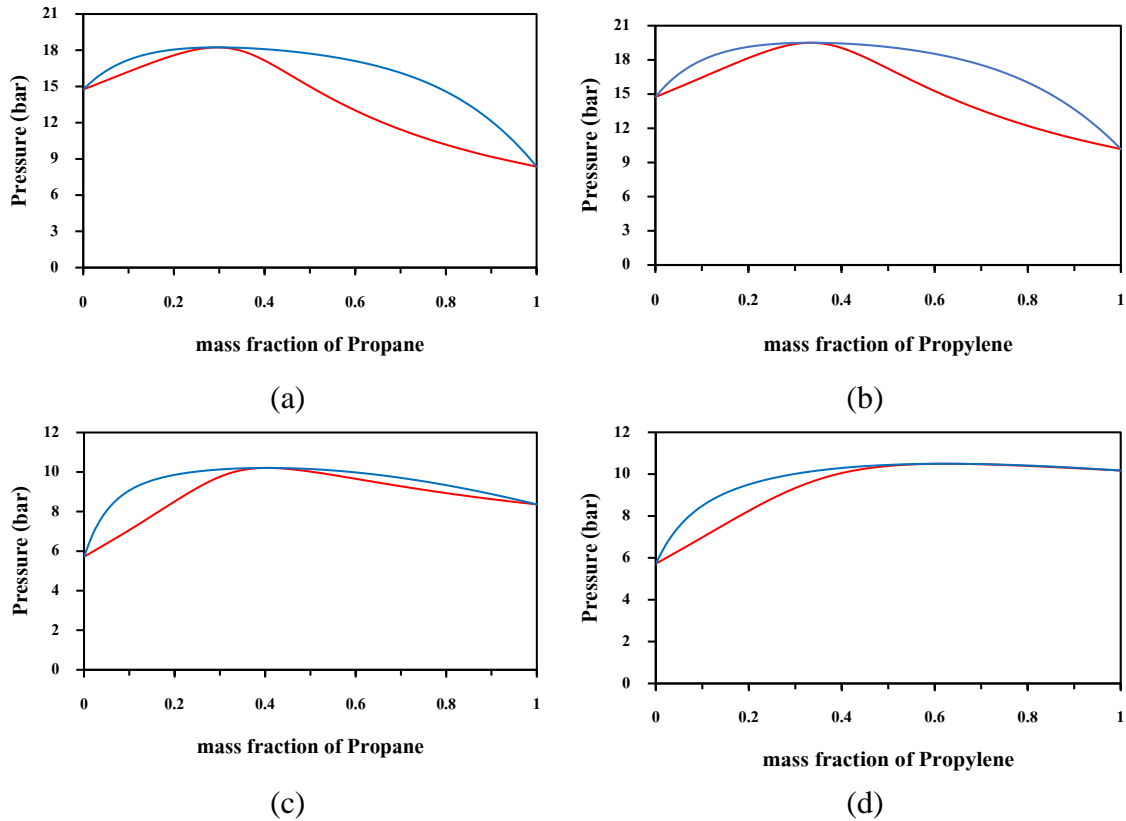 21
18
15
12
9
6
3
0
Pressure (bar)
0 0.2 0.4 0.6 0.8 1
mass fraction of Propane
(a)
21
18
15
12
9
6
3
0
Pressure (bar)
0 0.2 0.4 0.6 0.8 1
mass fraction of Propylene
(b)
12
10
8
6
4
2
0
Pressure (bar)
0 0.2 0.4 0.6 0.8 1
mass fraction of Propane
(c)
12
10
8
6
4
2
0
Pressure (bar)
0 0.2 0.4 0.6 0.8 1
mass fraction of Propylene
(d)